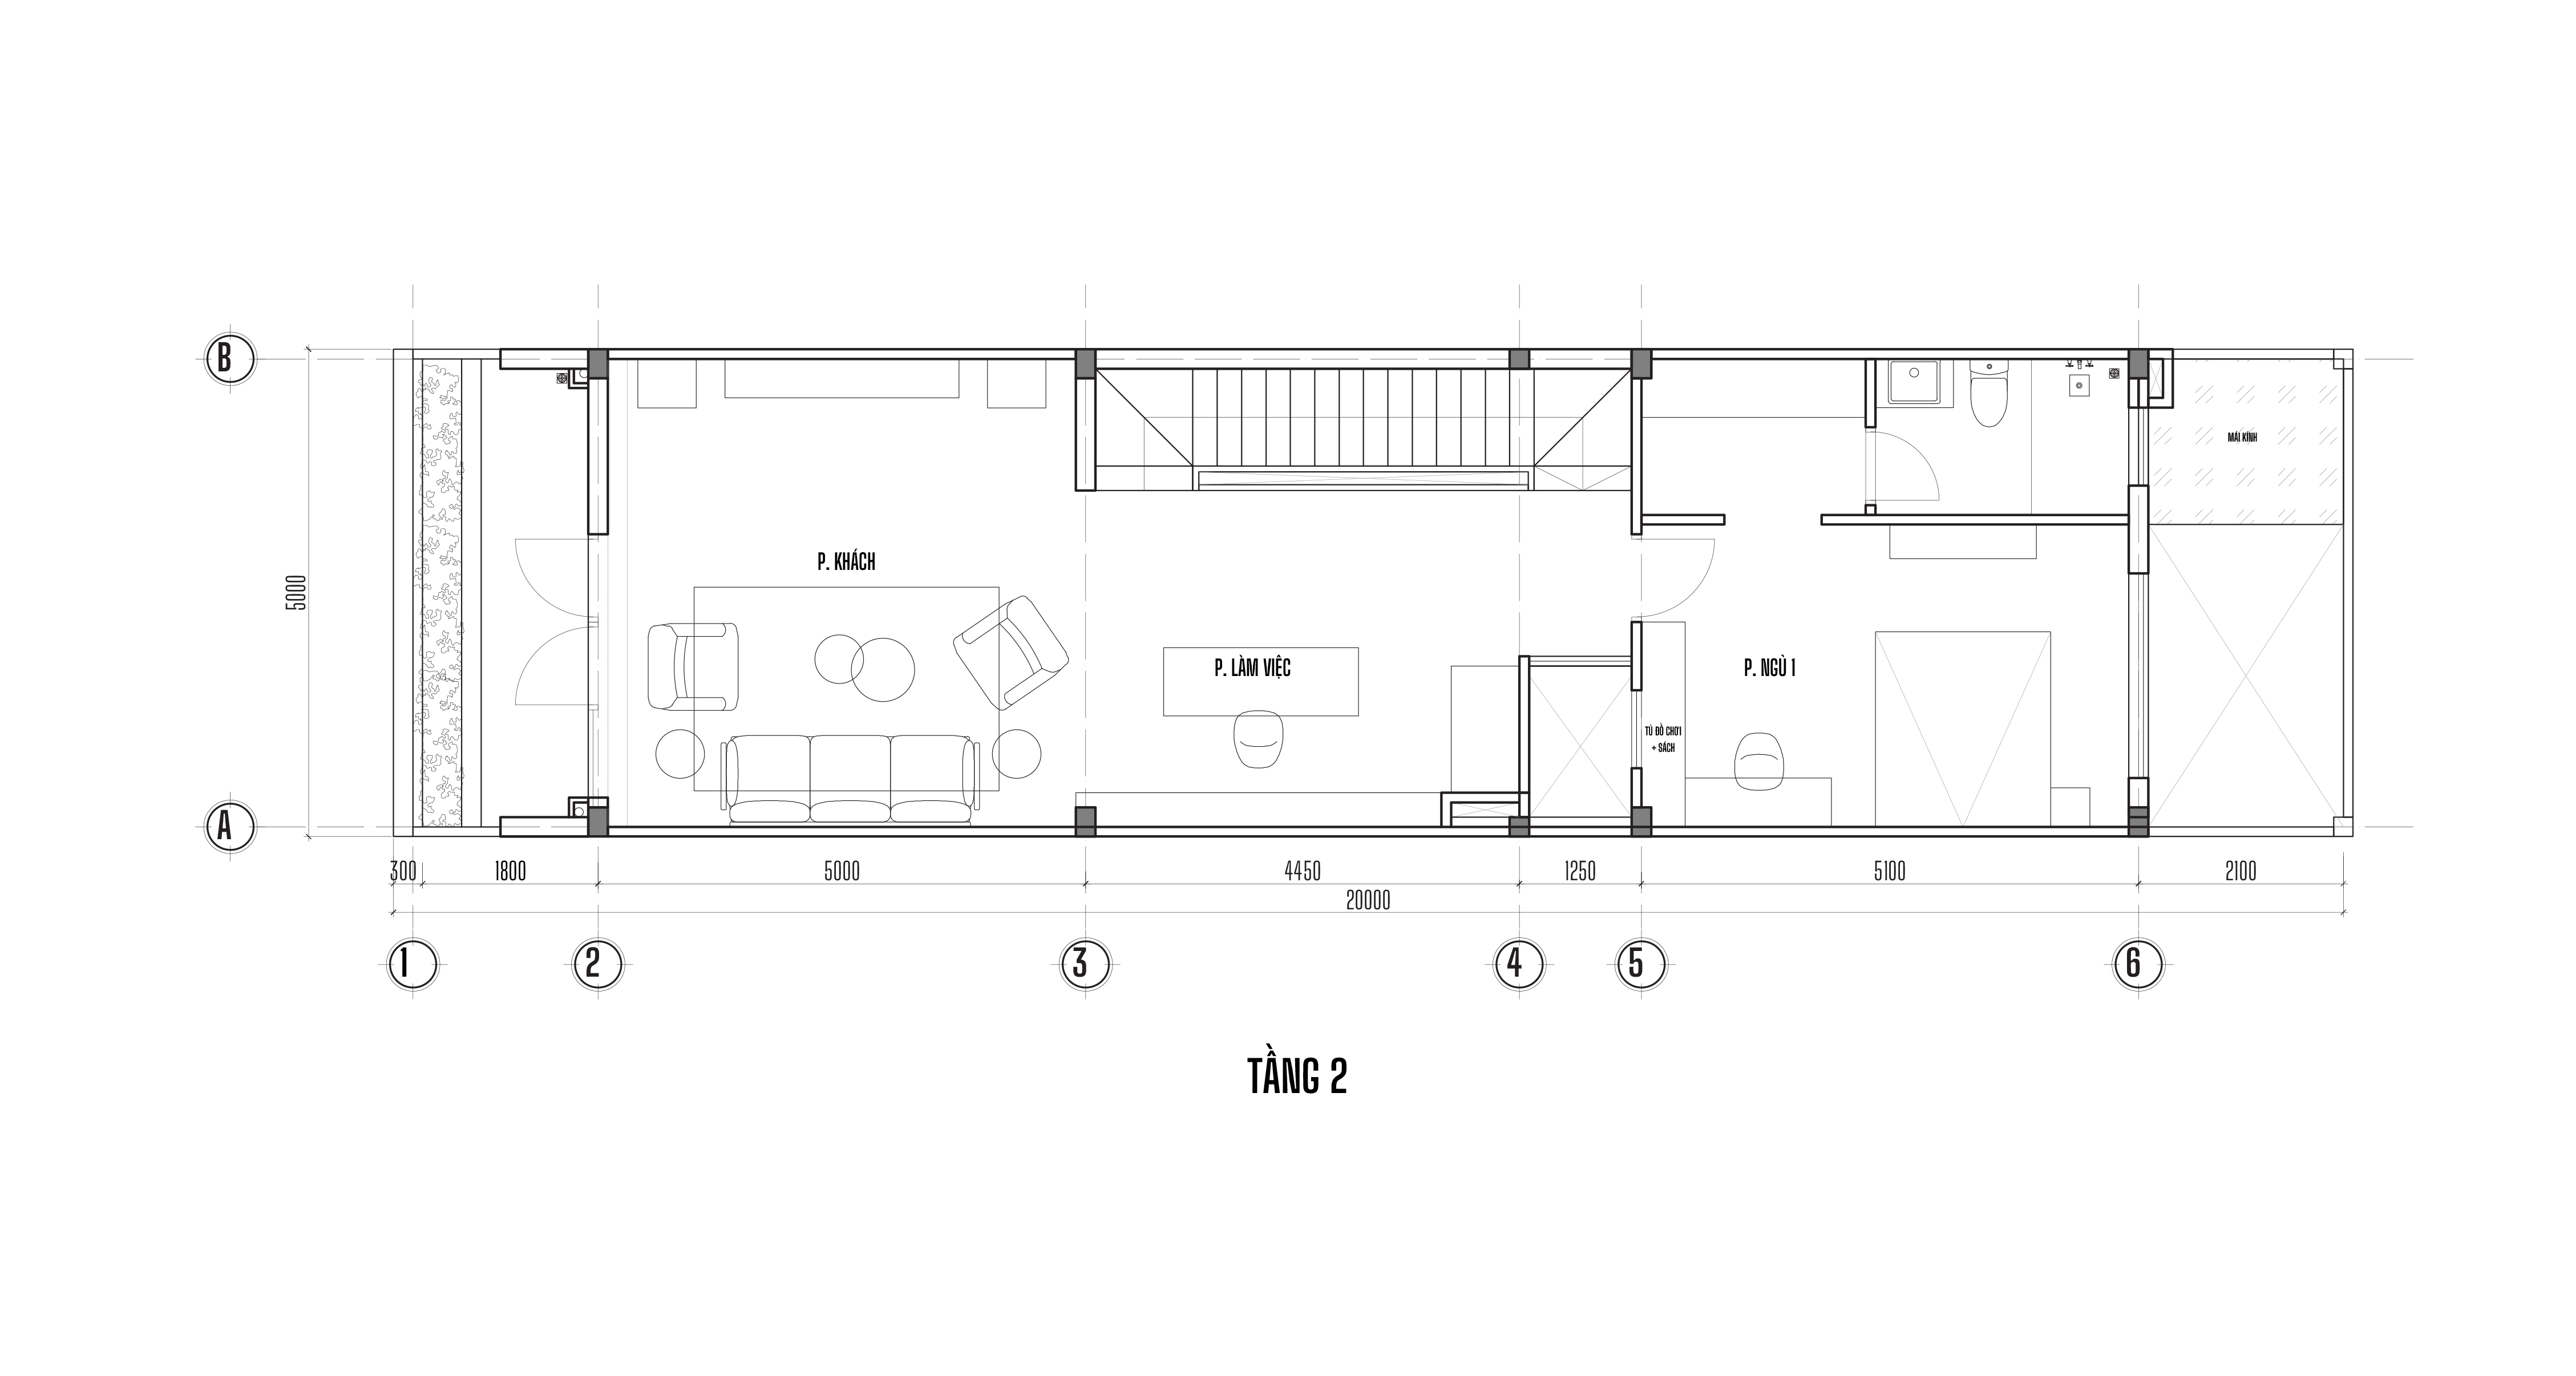 B
MÁI KÍNH
P. KHÁCH
5000
P. LÀM VIỆC
P. NGỦ 1
TỦ ĐỒ CHƠI
+ SÁCH
A
300 1800 5000 4450 1250 5100 2100
20000
1 2 3 4 5 6
TẦNG 2